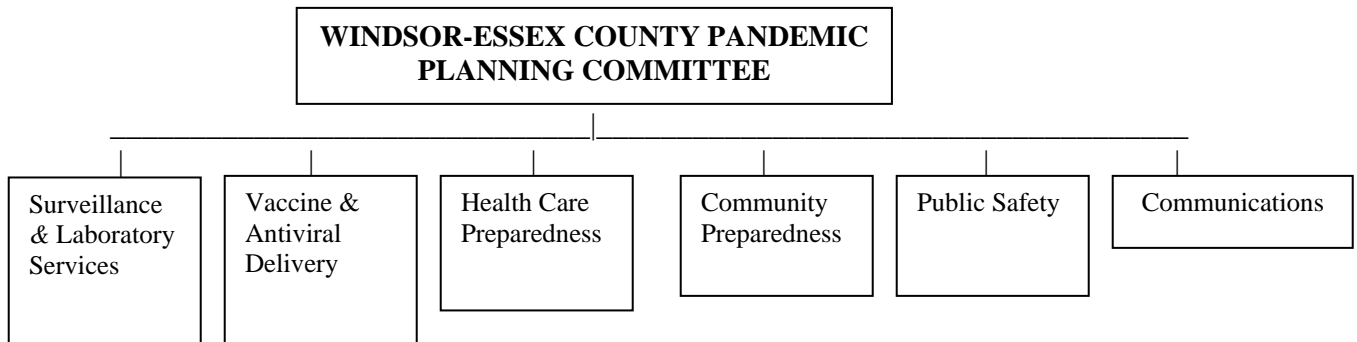 WINDSOR-ESSEX COUNTY PANDEMIC
PLANNING COMMITTEE
Surveillance
& Laboratory
Services
Vaccine &
Antiviral
Delivery
Health Care
Preparedness
Community
Preparedness
Public Safety
Communications